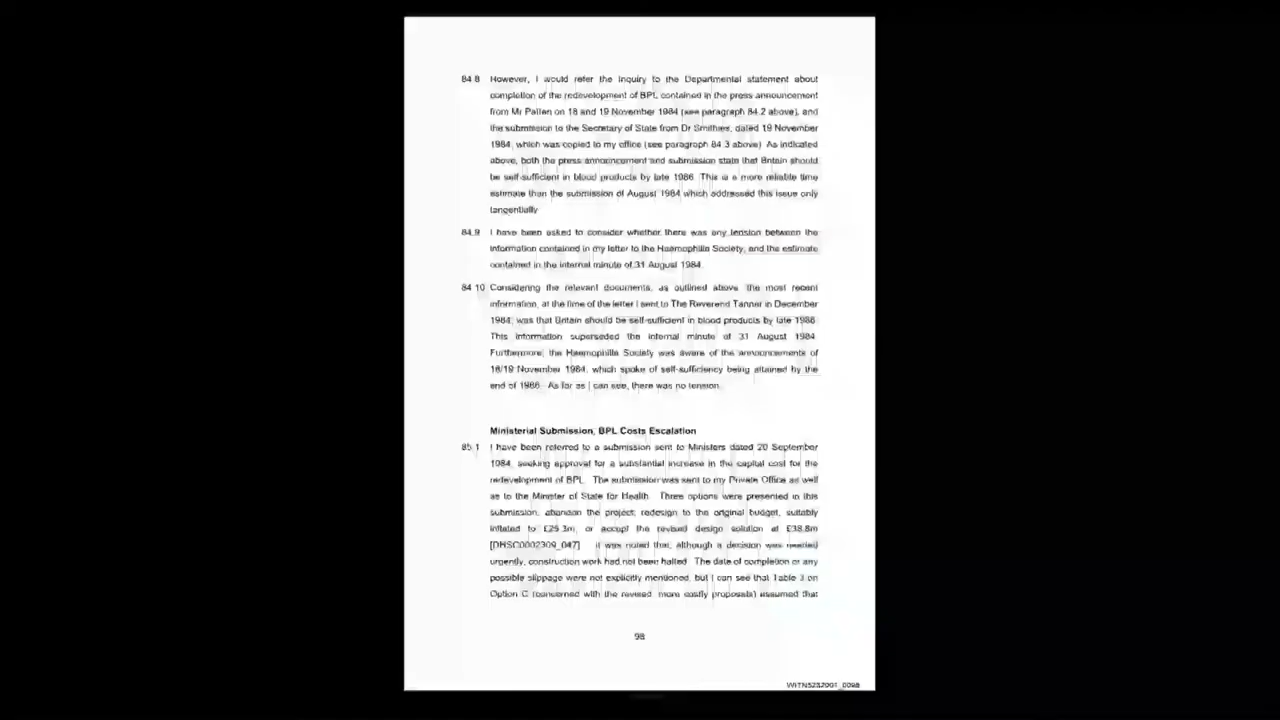 84.8 However, I would refer the Inquiry to the Departmental statement about
completion of the redevelopment of BPL contained in the press announcement
from Mr Patten on 18 and 19 November 1984 (see paragraph 84.2 above), and
the submission to the Secretary of State from Dr Smithers, dated 19 November
1984, which was copied to my office (see paragraph 84.3 above). As indicated
above, both the press announcement and submission state that Britain should
be self-sufficient in blood products by late 1986. This is a more reliable time
estimate than the submission of August 1984 which addressed this issue only
tangentially.
84.9 I have been asked to consider whether there was any tension between the
information contained in my letter to the Haemophilia Society, and the estimate
contained in the internal minute of 31 August 1984.
84.10 Considering the relevant documents, as outlined above, the most recent
information, at the time of the letter I sent to The Reverend Tanner in December
1984, was that Britain should be self-sufficient in blood products by late 1986.
This information superseded the internal minute of 31 August 1984.
Furthermore, the Haemophilia Society was aware of the announcements of
18/19 November 1984, which spoke of self-sufficiency being attained by the
end of 1986. As far as I can see, there was no tension.
Ministerial Submission, BPL Costs Escalation
85.1 I have been referred to a submission sent to Ministers dated 20 September
1984, seeking approval for a substantial increase in the capital cost for the
redevelopment of BPL. The submission was sent to my Private Office as well
as to the Minister of State for Health. Three options were presented in this
submission, abandon the project; redesign to the original budget, suitably
inflated to £25.3m, or accept the revised design solution at £38.8m
[DHSC0002309_047]. It was noted that, although a decision was needed
urgently, construction work had not been halted. The date of completion or any
possible slippage were not explicitly mentioned, but I can see that Table 3 on
Option C (concerned with the revised, more costly proposals) assumed that
98
WITN5282001_0098